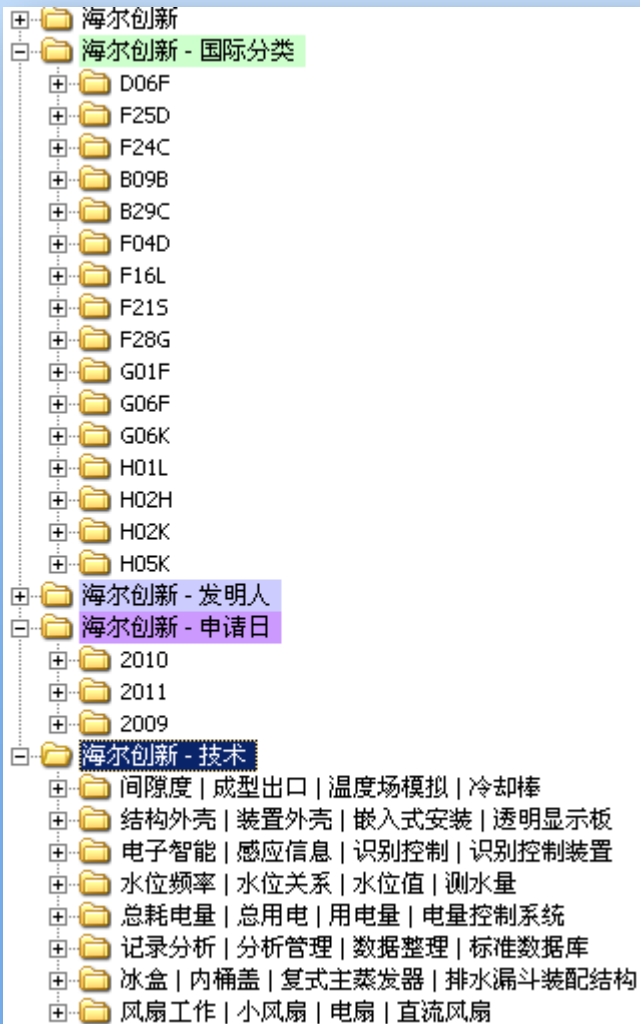 海尔创新
海尔创新 - 国际分类
D06F
F25D
F24C
B09B
B29C
F04D
F16L
F21S
F28G
G01F
G06F
G06K
H01L
H02H
H02K
H05K
海尔创新 - 发明人
海尔创新 - 申请日
2010
2011
2009
海尔创新 - 技术
间隙度 | 成型出口 | 温度场模拟 | 冷却棒
结构外壳 | 装置外壳 | 嵌入式安装 | 透明显示板
电子智能 | 感应信息 | 识别控制 | 识别控制装置
水位频率 | 水位关系 | 水位值 | 测水量
总耗电量 | 总用电 | 用电量 | 电量控制系统
记录分析 | 分析管理 | 数据整理 | 标准数据库
冰盒 | 内桶盖 | 复式主蒸发器 | 排水漏斗装配结构
风扇工作 | 小风扇 | 电扇 | 直流风扇